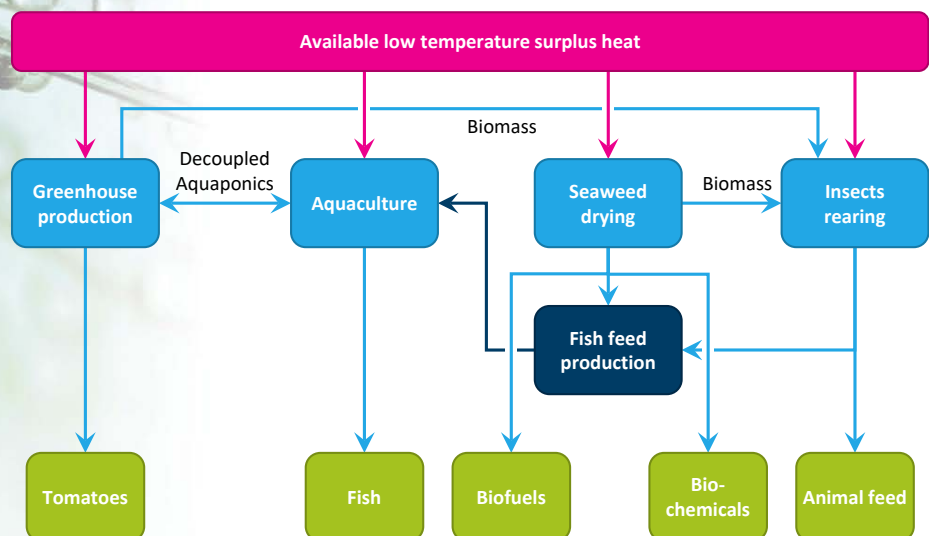 Available low temperature surplus heat
Biomass
Decoupled
Aquaponics
Greenhouse
production
Aquaculture
Seaweed
drying
Biomass
Insects
rearing
Fish feed
production
Tomatoes
Fish
Biofuels
Bio-
chemicals
Animal feed